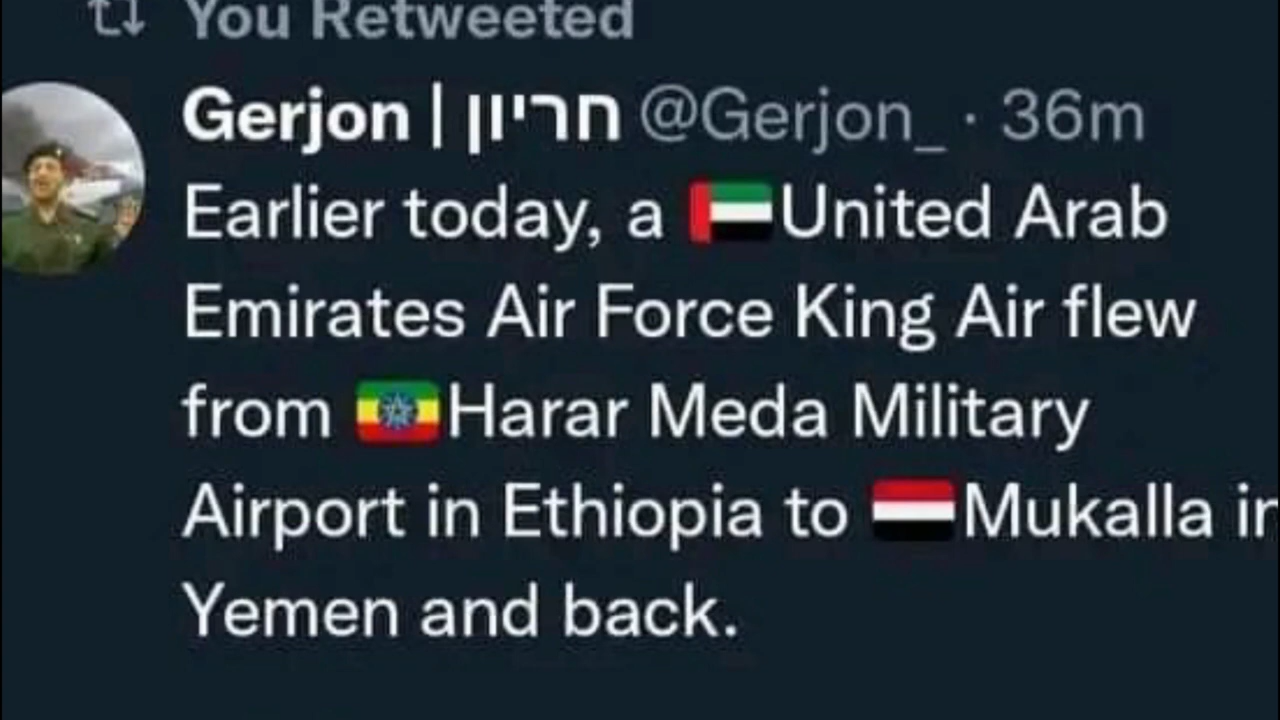 You Retweeted
Gerjon | חריון @Gerjon_ · 36m
Earlier today, a 🇦🇪United Arab
Emirates Air Force King Air flew
from 🇪🇹Harar Meda Military
Airport in Ethiopia to 🇾🇪Mukalla in
Yemen and back.